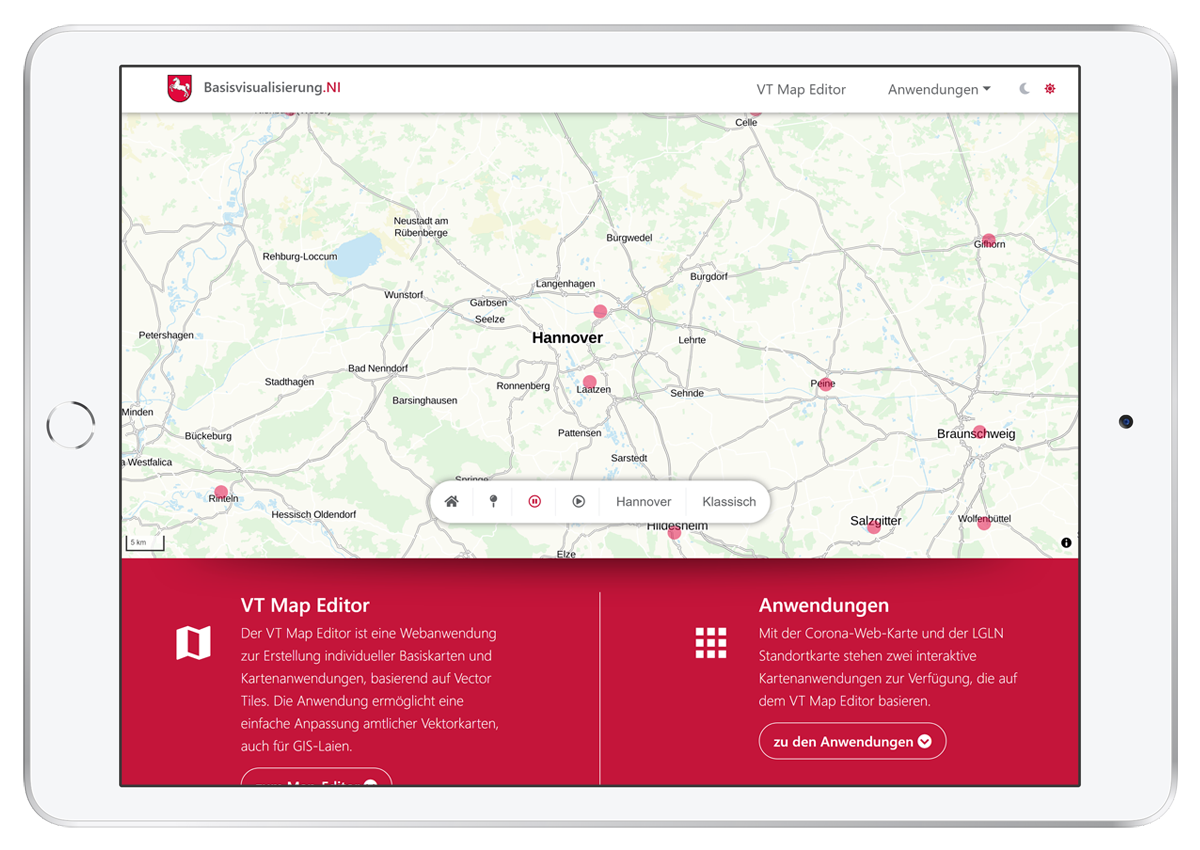 Basisvisualisierung.NI
VT Map Editor
Anwendungen
Celle
Neustadt am
Rübenberge
Burgwedel
Gifhorn
Rehburg-Loccum
Burgdorf
Langenhagen
Wunstorf
Garbsen
Seelze
Petershagen
Hannover
Lehrte
Bad Nenndorf
Stadthagen
Ronnenberg
Laatzen
Peine
Barsinghausen
Sehnde
Minden
Bückeburg
Pattensen
Braunschweig
a Westfalica
Sarstedt
Springe
Rinteln
Hannover
Klassisch
Hessisch Oldendorf
Hildesheim
Salzgitter
Wolfenbüttel
5 km
Elze
VT Map Editor
Der VT Map Editor ist eine Webanwendung
zur Erstellung individueller Basiskarten und
Kartenanwendungen, basierend auf Vector
Tiles. Die Anwendung ermöglicht eine
einfache Anpassung amtlicher Vektorkarten,
auch für GIS-Laien.
zum Map Editor
Anwendungen
Mit der Corona-Web-Karte und der LGLN
Standortkarte stehen zwei interaktive
Kartenanwendungen zur Verfügung, die auf
dem VT Map Editor basieren.
zu den Anwendungen